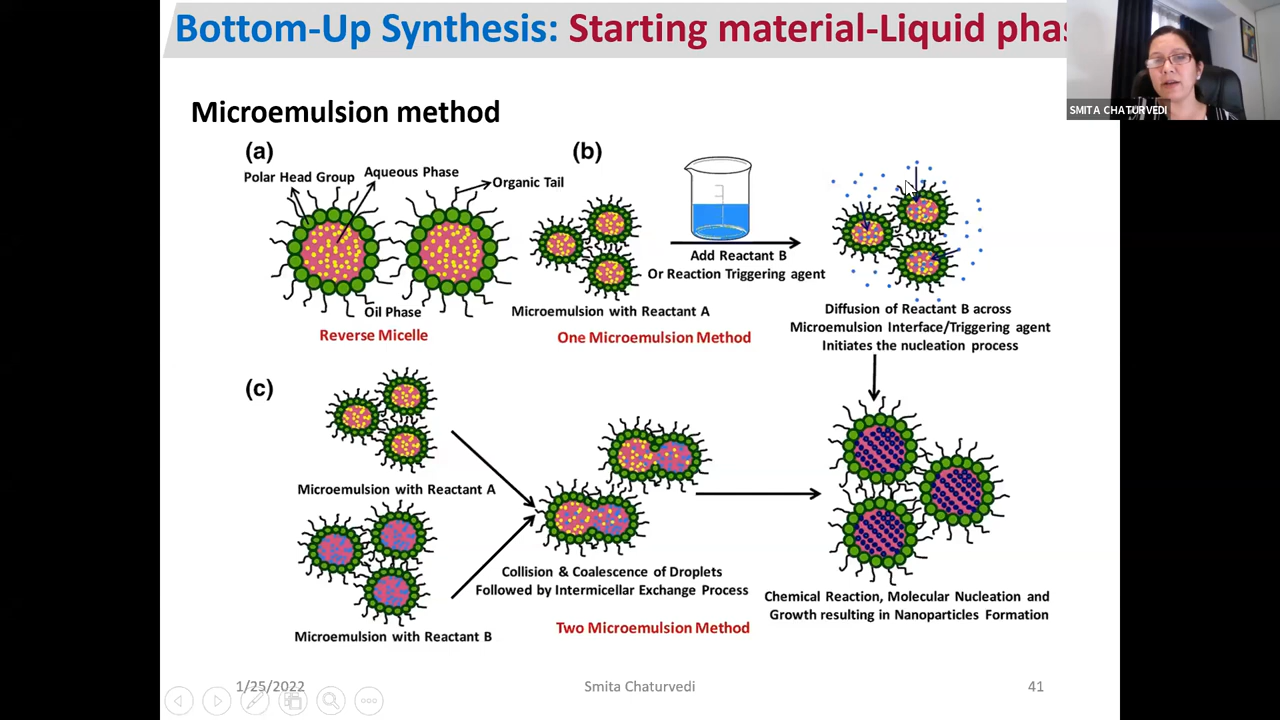 Bottom-Up Synthesis: Starting material-Liquid phas
SMITA CHATURVEDI
Microemulsion method
(a)
Polar Head Group
Aqueous Phase
Organic Tail
Oil Phase
Reverse Micelle
(b)
Add Reactant B
Or Reaction Triggering agent
Microemulsion with Reactant A
One Microemulsion Method
Diffusion of Reactant B across
Microemulsion Interface/Triggering agent
Initiates the nucleation process
(c)
Microemulsion with Reactant A
Microemulsion with Reactant B
Collision & Coalescence of Droplets
Followed by Intermicellar Exchange Process
Two Microemulsion Method
Chemical Reaction, Molecular Nucleation and
Growth resulting in Nanoparticles Formation
1/25/2022
Smita Chaturvedi
41